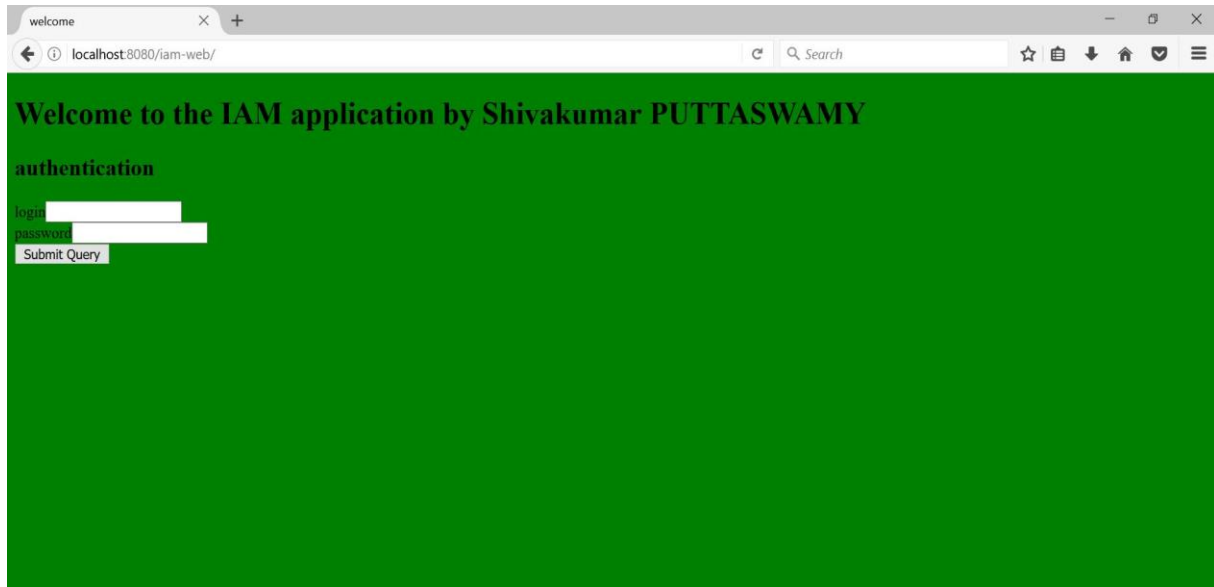 welcome
localhost:8080/iam-web/
Search
Welcome to the IAM application by Shivakumar PUTTASWAMY
authentication
login
password
Submit Query